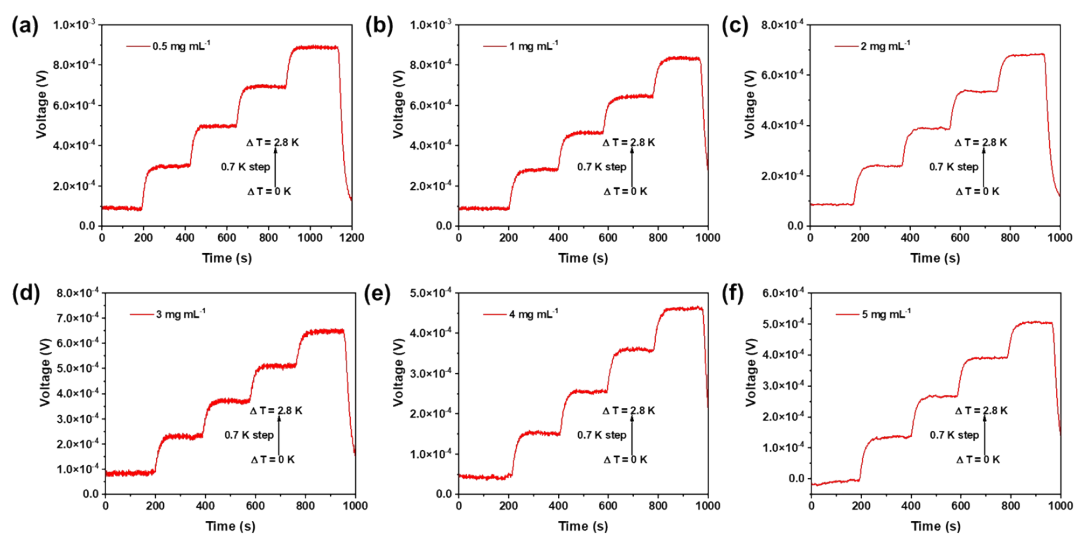 (a)
1.0×10⁻³
8.0×10⁻⁴
6.0×10⁻⁴
4.0×10⁻⁴
2.0×10⁻⁴
0.0
Voltage (V)
0.5 mg mL⁻¹
Δ T = 2.8 K
0.7 K step
Δ T = 0 K
0 200 400 600 800 1000 1200
Time (s)
(b)
1.0×10⁻³
8.0×10⁻⁴
6.0×10⁻⁴
4.0×10⁻⁴
2.0×10⁻⁴
0.0
Voltage (V)
1 mg mL⁻¹
Δ T = 2.8 K
0.7 K step
Δ T = 0 K
0 200 400 600 800 1000
Time (s)
(c)
8.0×10⁻⁴
6.0×10⁻⁴
4.0×10⁻⁴
2.0×10⁻⁴
0.0
Voltage (V)
2 mg mL⁻¹
Δ T = 2.8 K
0.7 K step
Δ T = 0 K
0 200 400 600 800 1000
Time (s)
(d)
8.0×10⁻⁴
7.0×10⁻⁴
6.0×10⁻⁴
5.0×10⁻⁴
4.0×10⁻⁴
3.0×10⁻⁴
2.0×10⁻⁴
1.0×10⁻⁴
0.0
Voltage (V)
3 mg mL⁻¹
Δ T = 2.8 K
0.7 K step
Δ T = 0 K
0 200 400 600 800 1000
Time (s)
(e)
5.0×10⁻⁴
4.0×10⁻⁴
3.0×10⁻⁴
2.0×10⁻⁴
1.0×10⁻⁴
0.0
Voltage (V)
4 mg mL⁻¹
Δ T = 2.8 K
0.7 K step
Δ T = 0 K
0 200 400 600 800 1000
Time (s)
(f)
6.0×10⁻⁴
5.0×10⁻⁴
4.0×10⁻⁴
3.0×10⁻⁴
2.0×10⁻⁴
1.0×10⁻⁴
0.0
Voltage (V)
5 mg mL⁻¹
Δ T = 2.8 K
0.7 K step
Δ T = 0 K
0 200 400 600 800 1000
Time (s)